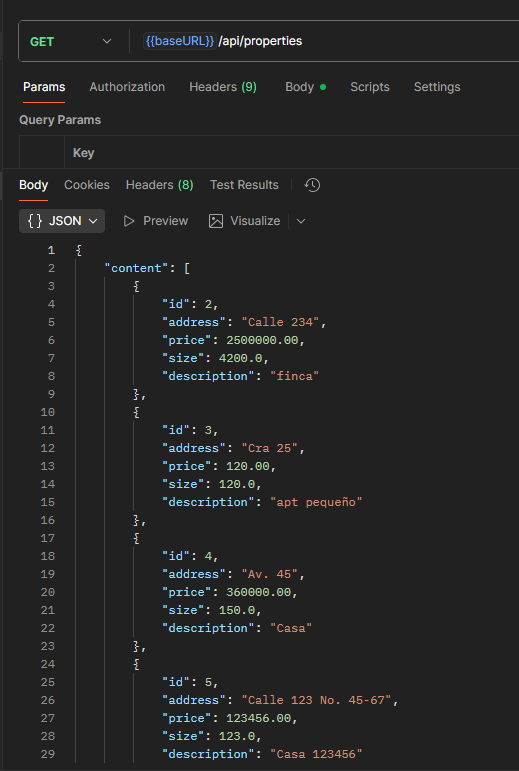 GET {{baseURL}} /api/properties
Params Authorization Headers (9) Body Scripts Settings
Query Params
Key
Body Cookies Headers (8) Test Results
{} JSON Preview Visualize
1 {
2 "content": [
3 {
4 "id": 2,
5 "address": "Calle 234",
6 "price": 2500000.00,
7 "size": 4200.0,
8 "description": "finca"
9 },
10 {
11 "id": 3,
12 "address": "Cra 25",
13 "price": 120.00,
14 "size": 120.0,
15 "description": "apt pequeño"
16 },
17 {
18 "id": 4,
19 "address": "Av. 45",
20 "price": 360000.00,
21 "size": 150.0,
22 "description": "Casa"
23 },
24 {
25 "id": 5,
26 "address": "Calle 123 No. 45-67",
27 "price": 123456.00,
28 "size": 123.0,
29 "description": "Casa 123456"